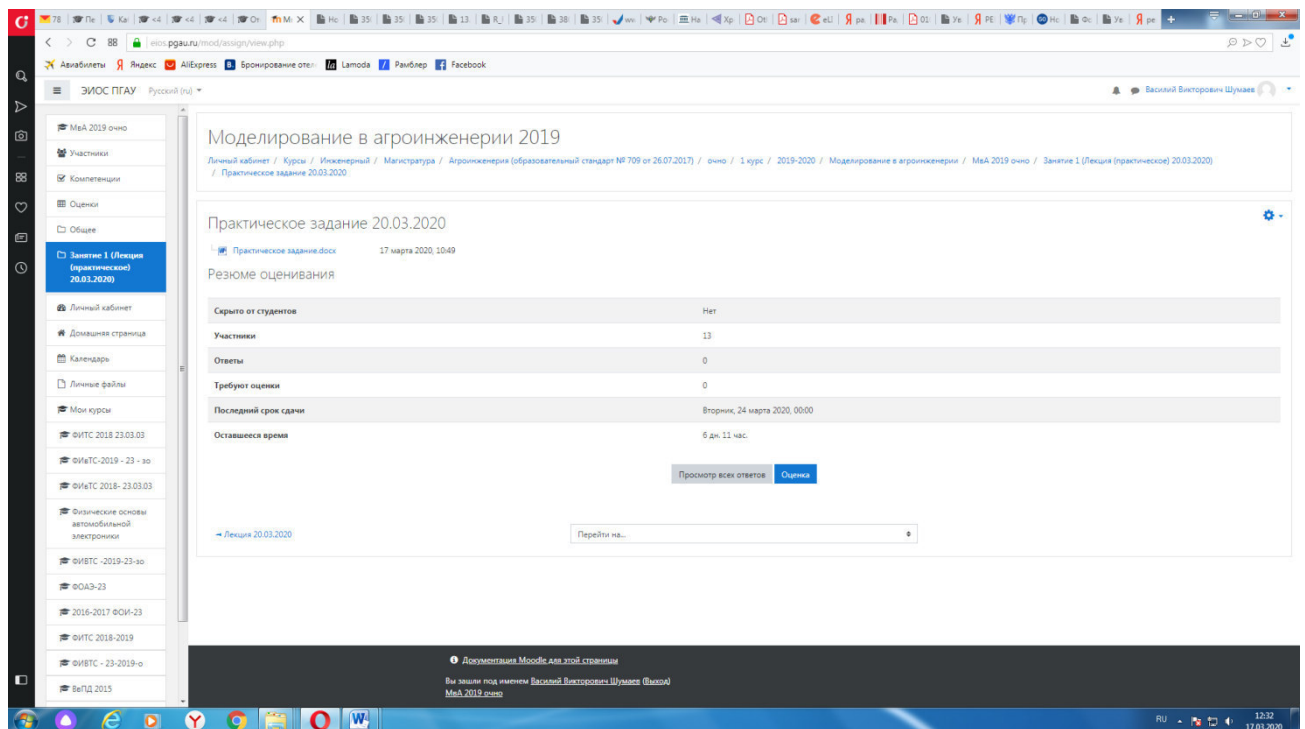 eios.pgau.ru/mod/assign/view.php
Авиабилеты Яндекс AliExpress Бронирование отел Lamoda Рамблер Facebook
ЭИОС ПГАУ Русский (ru)
Василий Викторович Шумаев
МвА 2019 очно
Участники
Компетенции
Оценки
Общее
Занятие 1 (Лекция
(практическое)
20.03.2020)
Личный кабинет
Домашняя страница
Календарь
Личные файлы
Мои курсы
ФИТС 2018 23.03.03
ФИвТС-2019 - 23 - зо
ФИвТС 2018- 23.03.03
Физические основы
автомобильной
электроники
ФИВТС -2019-23-зо
ФОАЭ-23
2016-2017 ФОИ-23
ФИТС 2018-2019
ФИВТС - 23-2019-о
ВвПД 2015
Моделирование в агроинженерии 2019
Личный кабинет / Курсы / Инженерный / Магистратура / Агроинженерия (образовательный стандарт № 709 от 26.07.2017) / очно / 1 курс / 2019-2020 / Моделирование в агроинженерии / МвА 2019 очно / Занятие 1 (Лекция (практическое) 20.03.2020)
/ Практическое задание 20.03.2020
Практическое задание 20.03.2020
Практическое задание.docx 17 марта 2020, 10:49
Резюме оценивания
Скрыто от студентов Нет
Участники 13
Ответы 0
Требуют оценки 0
Последний срок сдачи Вторник, 24 марта 2020, 00:00
Оставшееся время 6 дн. 11 час.
Просмотр всех ответов Оценка
Лекция 20.03.2020 Перейти на...
Документация Moodle для этой страницы
Вы зашли под именем Василий Викторович Шумаев (Выход)
МвА 2019 очно
RU 12:32
17.03.2020